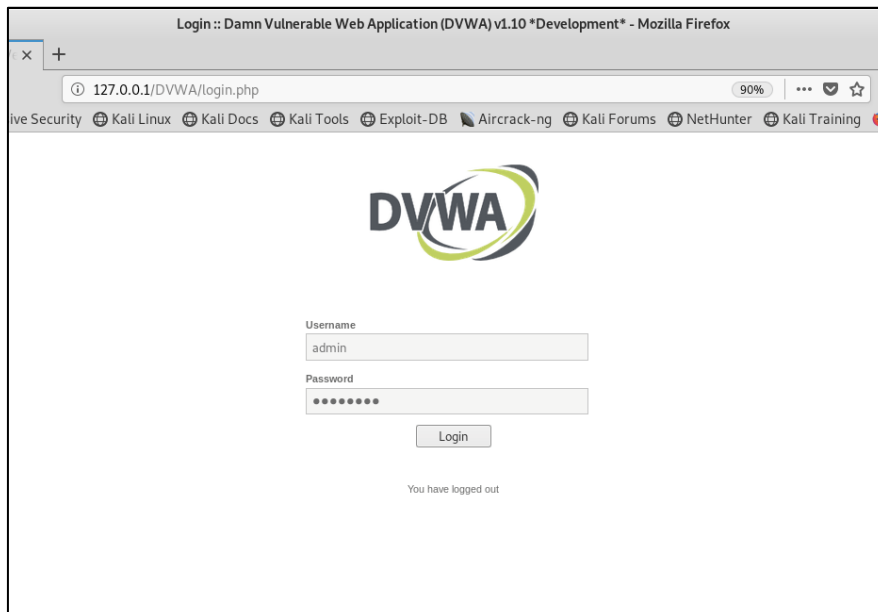 Login :: Damn Vulnerable Web Application (DVWA) v1.10 *Development* - Mozilla Firefox
127.0.0.1/DVWA/login.php 90%
ive Security Kali Linux Kali Docs Kali Tools Exploit-DB Aircrack-ng Kali Forums NetHunter Kali Training
DVWA
Username
admin
Password
●●●●●●●●
Login
You have logged out